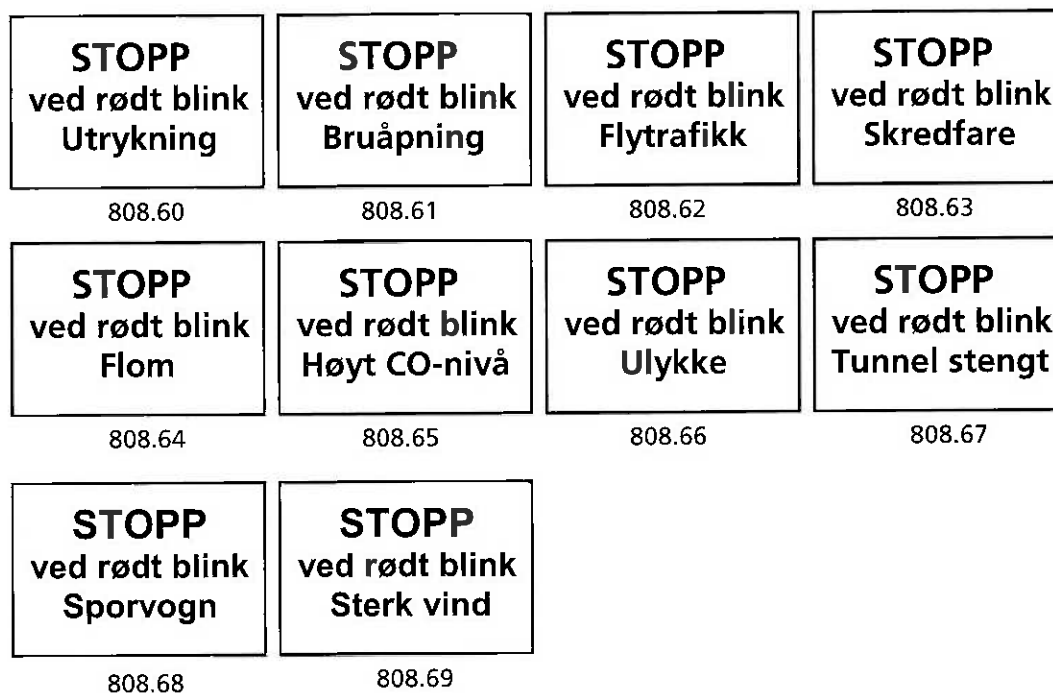 STOPP
ved rødt blink
Utrykning
808.60
STOPP
ved rødt blink
Bruåpning
808.61
STOPP
ved rødt blink
Flytrafikk
808.62
STOPP
ved rødt blink
Skredfare
808.63
STOPP
ved rødt blink
Flom
808.64
STOPP
ved rødt blink
Høyt CO-nivå
808.65
STOPP
ved rødt blink
Ulykke
808.66
STOPP
ved rødt blink
Tunnel stengt
808.67
STOPP
ved rødt blink
Sporvogn
808.68
STOPP
ved rødt blink
Sterk vind
808.69